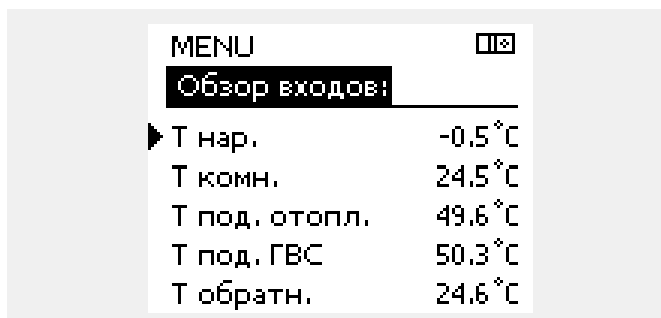 MENU
Обзор входов:
Т нар. -0.5°C
Т комн. 24.5°C
Т под. отопл. 49.6°C
Т под. ГВС 50.3°C
Т обратн. 24.6°C